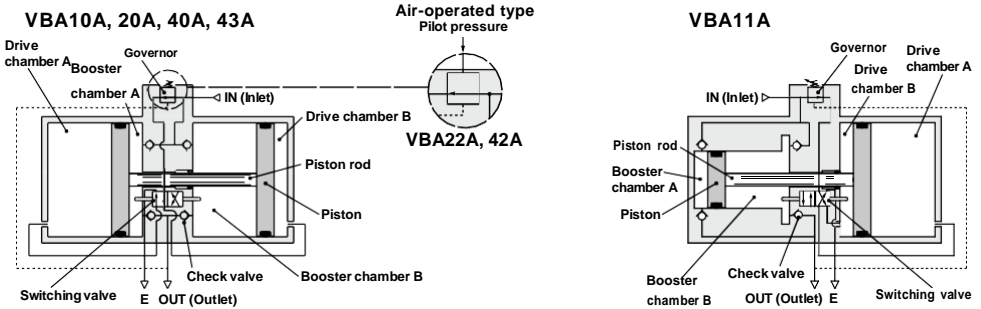 VBA10A, 20A, 40A, 43A
Air-operated type
Pilot pressure
VBA22A, 42A
Drive
chamber A
Booster
chamber A
Governor
IN (Inlet)
Drive chamber B
Piston rod
Piston
Booster chamber B
Check valve
Switching valve
E
OUT (Outlet)
VBA11A
Governor
Drive
chamber A
Drive
chamber B
IN (Inlet)
Piston rod
Booster
chamber A
Piston
Booster
chamber B
Check valve
OUT (Outlet)
E
Switching valve